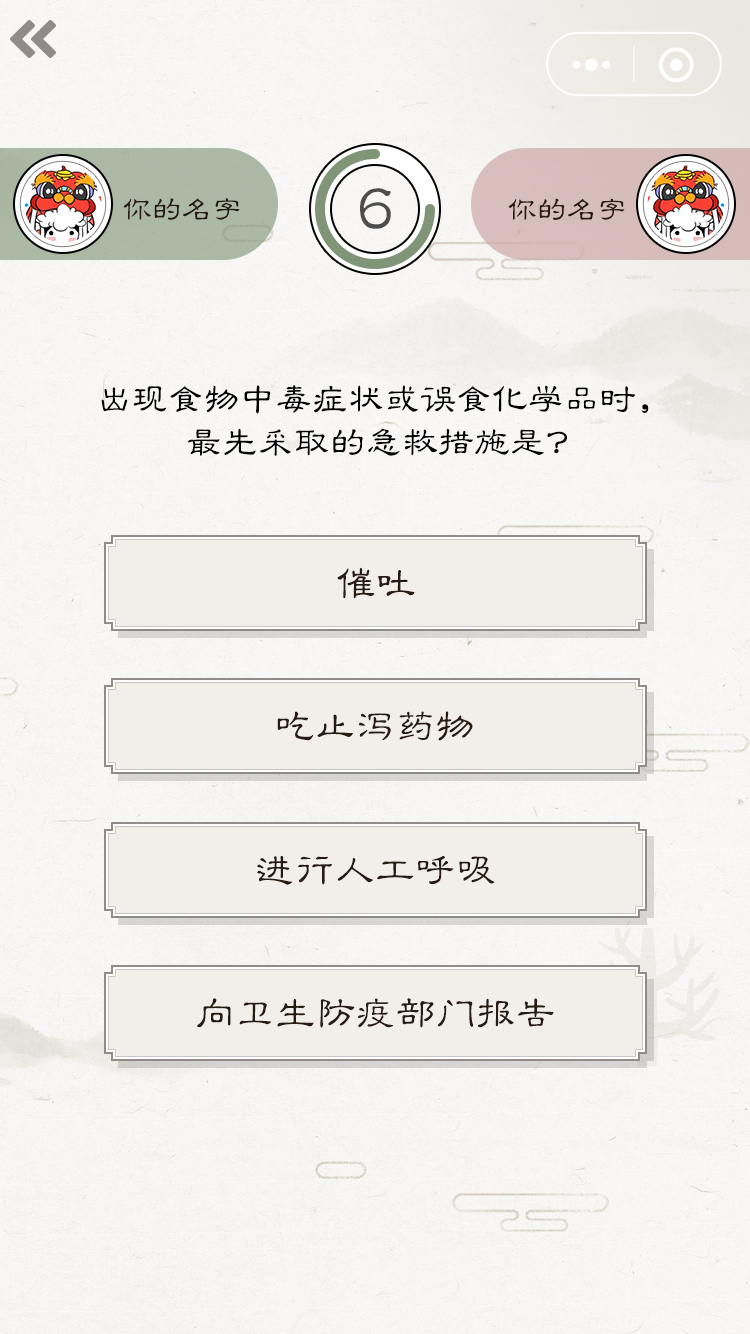 你的名字
6
你的名字
出现食物中毒症状或误食化学品时，
最先采取的急救措施是?
催吐
吃止泻药物
进行人工呼吸
向卫生防疫部门报告